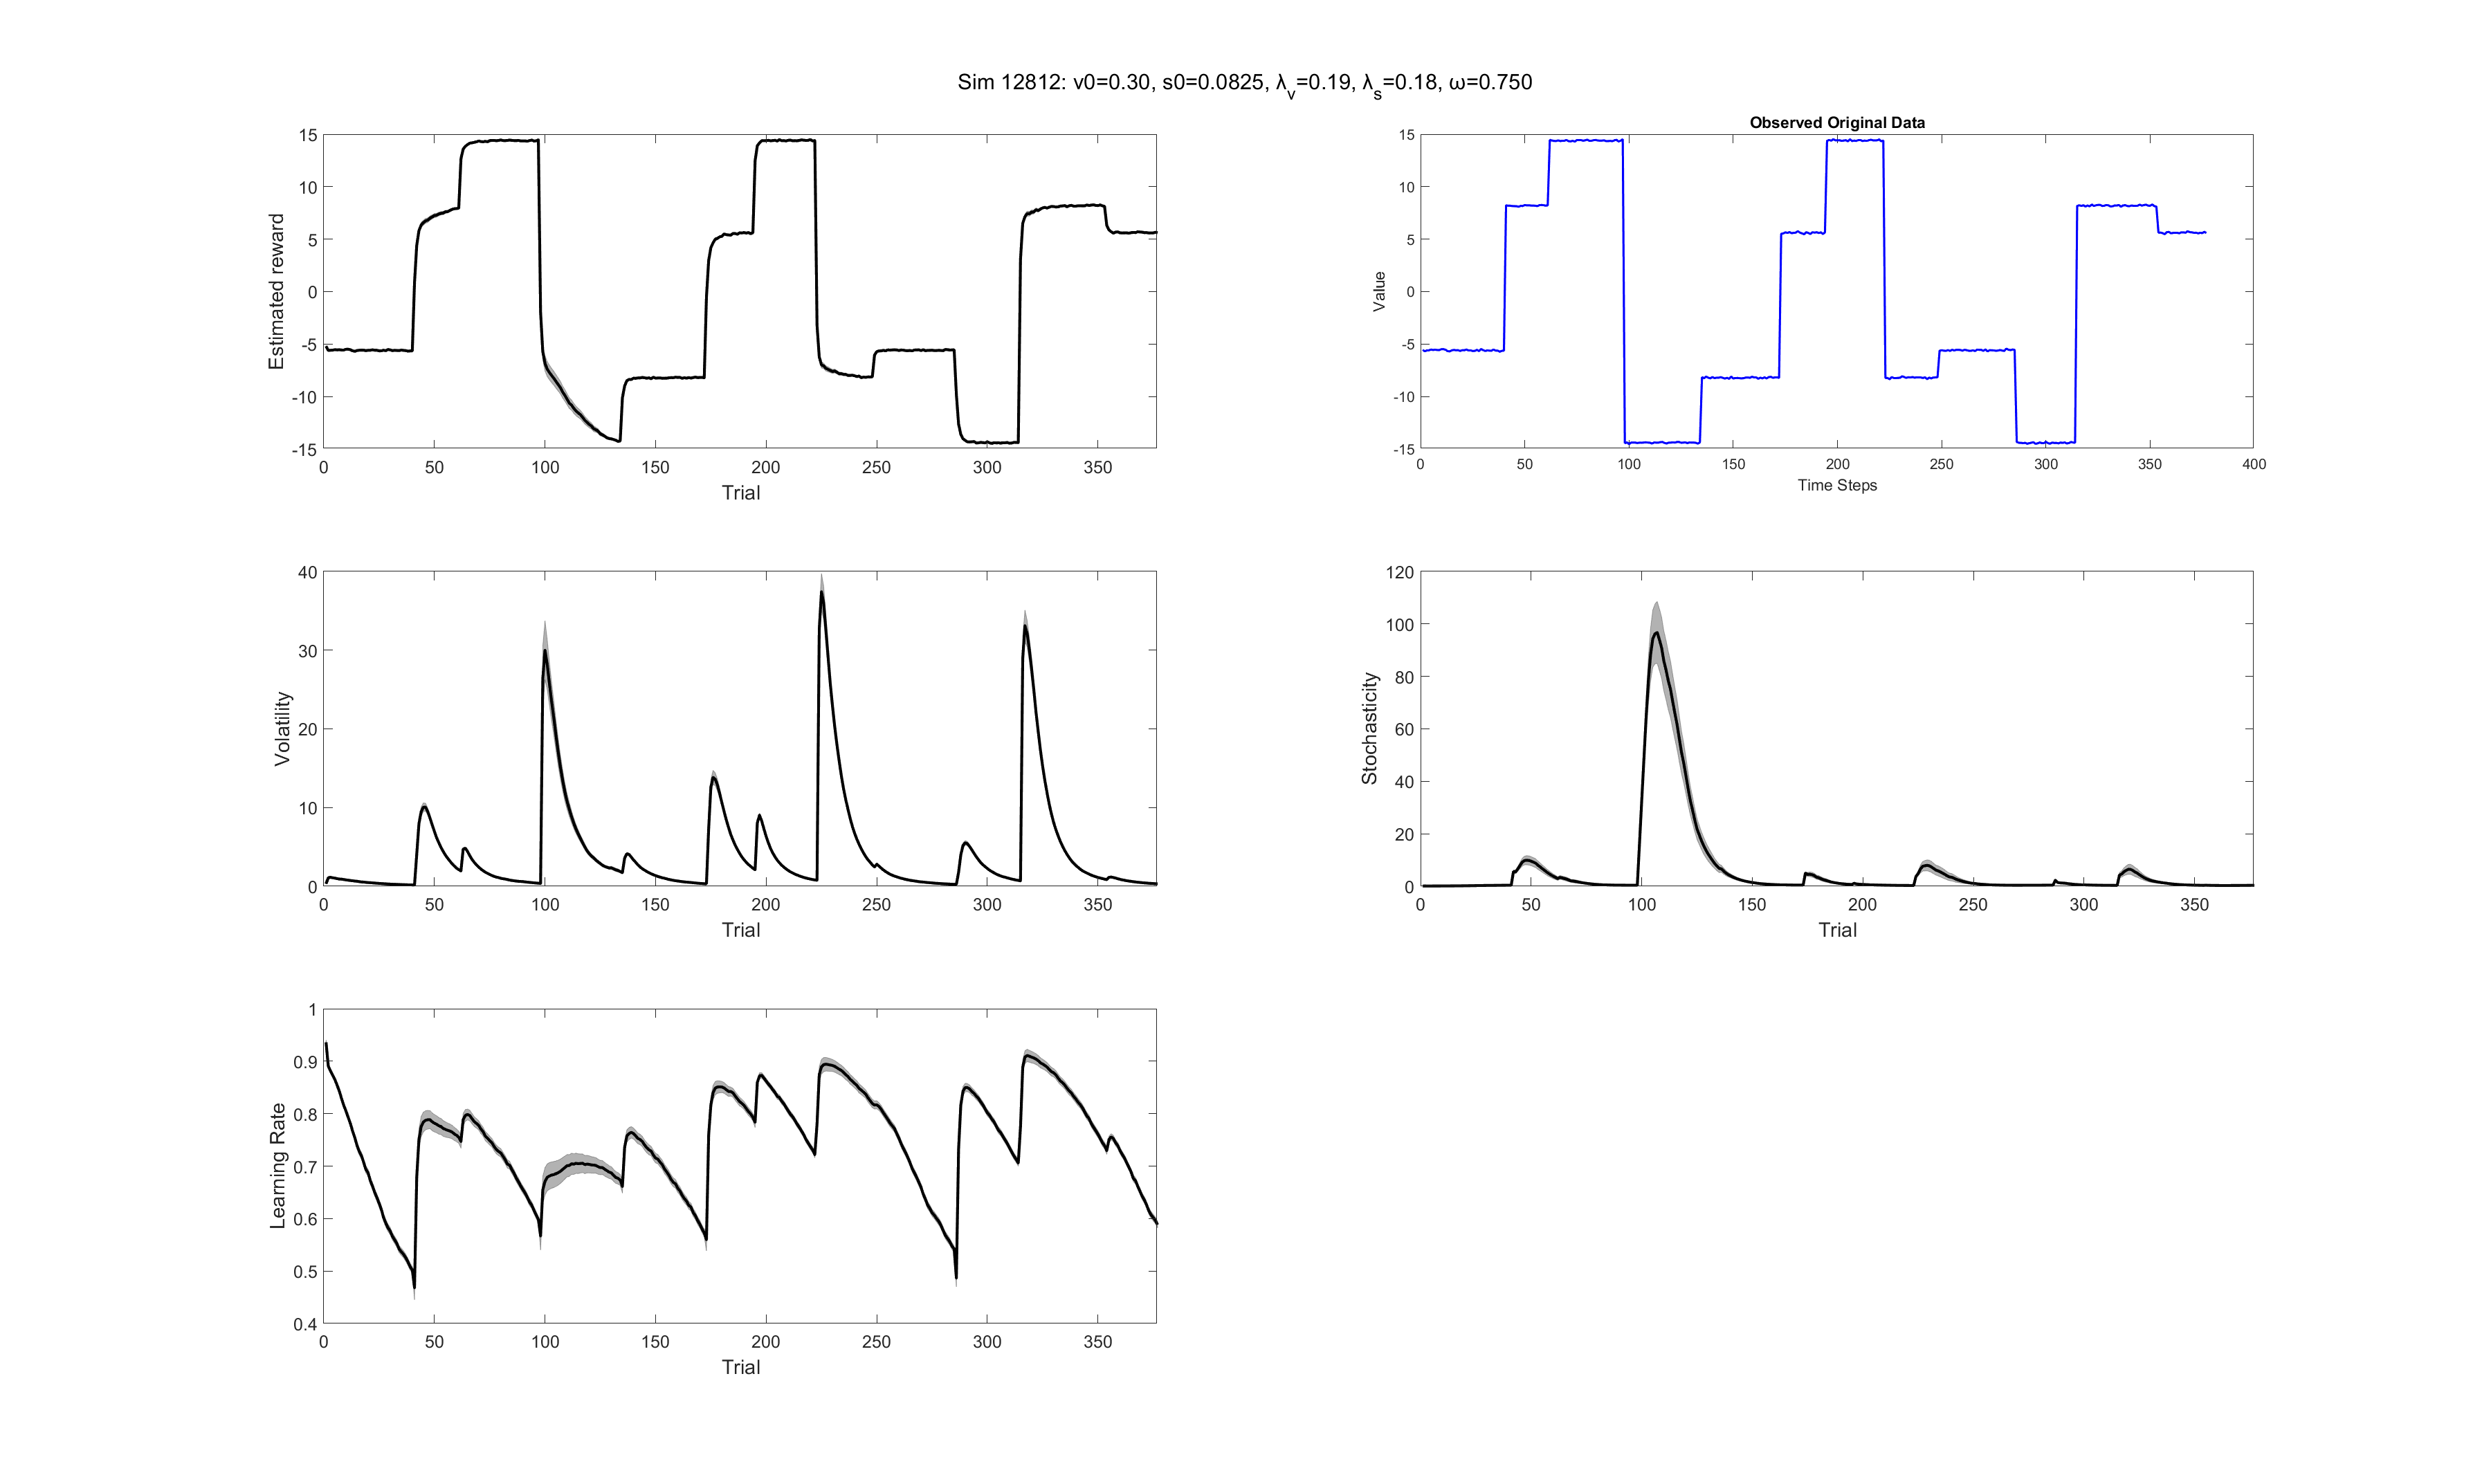 Sim 12812: v0=0.30, s0=0.0825, λv=0.19, λs=0.18, ω=0.750
15
10
5
0
-5
-10
-15
0 50 100 150 200 250 300 350
Estimated reward
Trial
Observed Original Data
15
10
5
0
-5
-10
-15
0 50 100 150 200 250 300 350 400
Value
Time Steps
40
30
20
10
0
0 50 100 150 200 250 300 350
Volatility
Trial
120
100
80
60
40
20
0
0 50 100 150 200 250 300 350
Stochasticity
Trial
1
0.9
0.8
0.7
0.6
0.5
0.4
0 50 100 150 200 250 300 350
Learning Rate
Trial